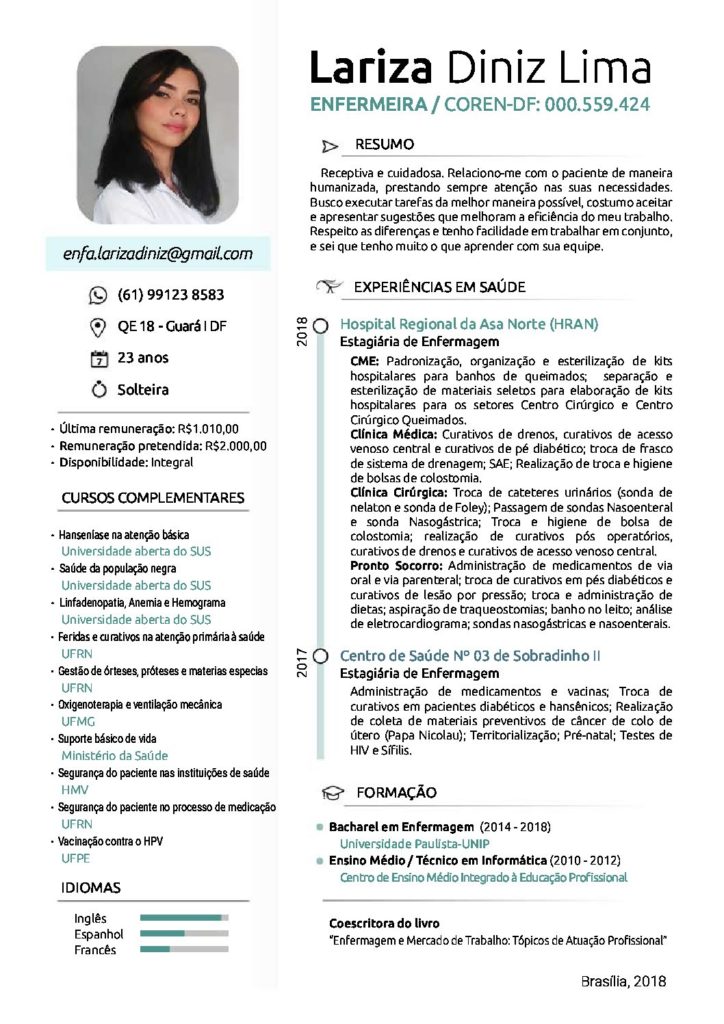 Lariza Diniz Lima
ENFERMEIRA / COREN-DF: 000.559.424
enfa.larizadiniz@gmail.com
(61) 99123 8583
QE 18 - Guará I DF
7
23 anos
Solteira
· Última remuneração: R$1.010,00
· Remuneração pretendida: R$2.000,00
· Disponibilidade: Integral
CURSOS COMPLEMENTARES
· Hanseníase na atenção básica
Universidade aberta do SUS
· Saúde da população negra
Universidade aberta do SUS
· Linfadenopatia, Anemia e Hemograma
Universidade aberta do SUS
· Feridas e curativos na atenção primária à saúde
UFRN
· Gestão de órteses, próteses e materias especias
UFRN
· Oxigenoterapia e ventilação mecânica
UFMG
· Suporte básico de vida
Ministério da Saúde
· Segurança do paciente nas instituições de saúde
HMV
· Segurança do paciente no processo de medicação
UFRN
· Vacinação contra o HPV
UFPE
IDIOMAS
Inglês
Espanhol
Francês
RESUMO
Receptiva e cuidadosa. Relaciono-me com o paciente de maneira
humanizada, prestando sempre atenção nas suas necessidades.
Busco executar tarefas da melhor maneira possível, costumo aceitar
e apresentar sugestões que melhoram a eficiência do meu trabalho.
Respeito as diferenças e tenho facilidade em trabalhar em conjunto,
e sei que tenho muito o que aprender com sua equipe.
EXPERIÊNCIAS EM SAÚDE
2018
Hospital Regional da Asa Norte (HRAN)
Estagiária de Enfermagem
CME: Padronização, organização e esterilização de kits
hospitalares para banhos de queimados; separação e
esterilização de materiais seletos para elaboração de kits
hospitalares para os setores Centro Cirúrgico e Centro
Cirúrgico Queimados.
Clínica Médica: Curativos de drenos, curativos de acesso
venoso central e curativos de pé diabético; troca de frasco
de sistema de drenagem; SAE; Realização de troca e higiene
de bolsas de colostomia.
Clínica Cirúrgica: Troca de cateteres urinários (sonda de
nelaton e sonda de Foley); Passagem de sondas Nasoenteral
e sonda Nasogástrica; Troca e higiene de bolsa de
colostomia; realização de curativos pós operatórios,
curativos de drenos e curativos de acesso venoso central.
Pronto Socorro: Administração de medicamentos de via
oral e via parenteral; troca de curativos em pés diabéticos e
curativos de lesão por pressão; troca e administração de
dietas; aspiração de traqueostomias; banho no leito; análise
de eletrocardiograma; sondas nasogástricas e nasoenterais.
2017
Centro de Saúde Nº 03 de Sobradinho II
Estagiária de Enfermagem
Administração de medicamentos e vacinas; Troca de
curativos em pacientes diabéticos e hansênicos; Realização
de coleta de materiais preventivos de câncer de colo de
útero (Papa Nicolau); Territorialização; Pré-natal; Testes de
HIV e Sífilis.
FORMAÇÃO
Bacharel em Enfermagem (2014 - 2018)
Universidade Paulista-UNIP
Ensino Médio / Técnico em Informática (2010 - 2012)
Centro de Ensino Médio Integrado à Educação Profissional
Coescritora do livro
"Enfermagem e Mercado de Trabalho: Tópicos de Atuação Profissional"
Brasília, 2018